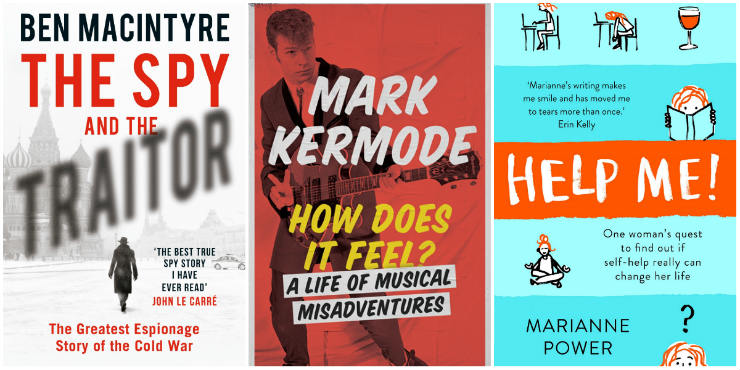 BEN MACINTYRE
THE SPY
AND THE
TRAITOR
'THE BEST TRUE
SPY STORY
I HAVE
EVER READ'
JOHN LE CARRÉ
The Greatest Espionage
Story of the Cold War
MARK
KERMODE
HOW DOES
IT FEEL?
A LIFE OF MUSICAL
MISADVENTURES
'Marianne's writing makes
me smile and has moved me
to tears more than once.'
Erin Kelly
HELP ME!
One woman's quest
to find out if
self-help really can
change her life
MARIANNE
POWER
?